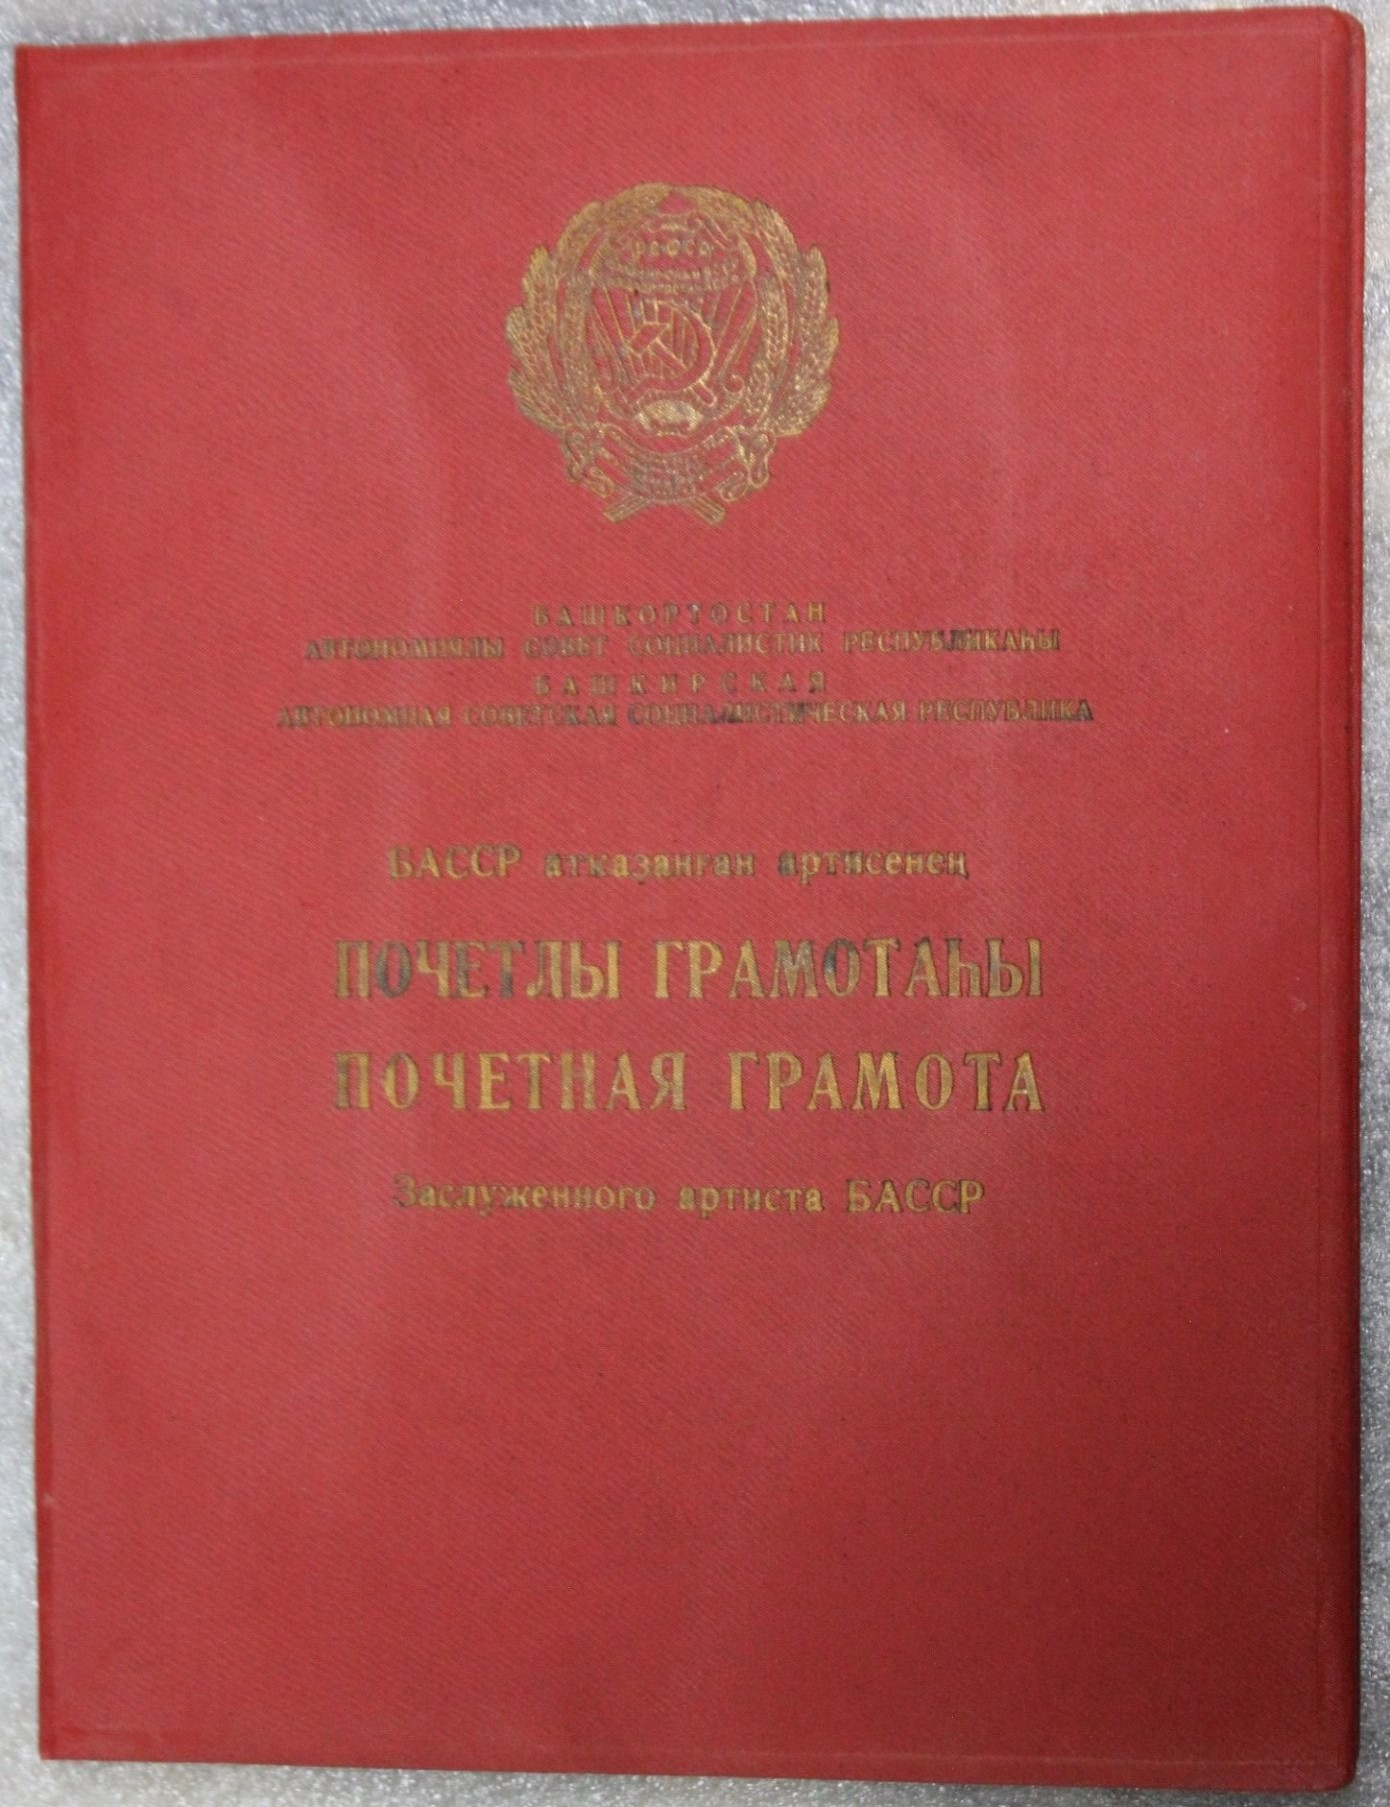 РСФСР
БАШКОРТОСТАН
АВТОНОМИЯЛЫ СОВЕТ СОЦИАЛИСТИК РЕСПУБЛИКАҺЫ
БАШКИРСКАЯ
АВТОНОМНАЯ СОВЕТСКАЯ СОЦИАЛИСТИЧЕСКАЯ РЕСПУБЛИКА
БАССР атказанған артисенең
ПОЧЕТЛЫ ГРАМОТАҺЫ
ПОЧЕТНАЯ ГРАМОТА
Заслуженного артиста БАССР